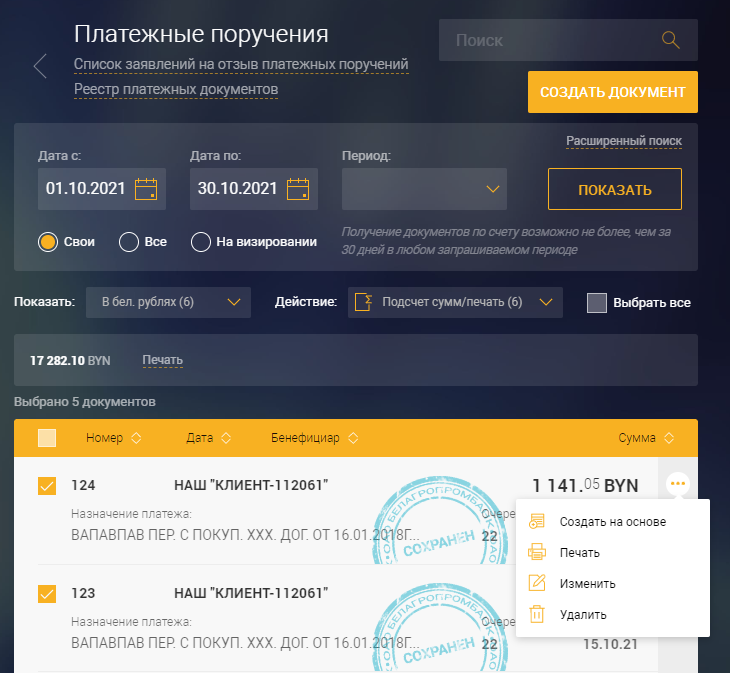 Платежные поручения
Поиск
Список заявлений на отзыв платежных поручений
Реестр платежных документов
СОЗДАТЬ ДОКУМЕНТ
Расширенный поиск
Дата с: Дата по: Период:
01.10.2021 30.10.2021 ПОКАЗАТЬ
Свои Все На визировании
Получение документов по счету возможно не более, чем за
30 дней в любом запрашиваемом периоде
Показать: В бел. рублях (6) Действие: Подсчет сумм/печать (6) Выбрать все
17 282.10 BYN Печать
Выбрано 5 документов
Номер Дата Бенефициар Сумма
124 НАШ "КЛИЕНТ-112061" 1 141.05 BYN
Назначение платежа: Очере
ВАПАВПАВ ПЕР. С ПОКУП. ХХХ. ДОГ. ОТ 16.01.2018Г... 22
ОАО БЕЛАГРОПРОМБАНК
СОХРАНЕН
Создать на основе
Печать
Изменить
Удалить
123 НАШ "КЛИЕНТ-112061"
Назначение платежа: Очере
ВАПАВПАВ ПЕР. С ПОКУП. ХХХ. ДОГ. ОТ 16.01.2018Г... 22 15.10.21
ОАО БЕЛАГРОПРОМБАНК
СОХРАНЕН